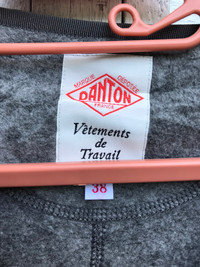 MARQUE DEPOSÉE
DANTON
FRANCE
Vêtements
de
Travail
38